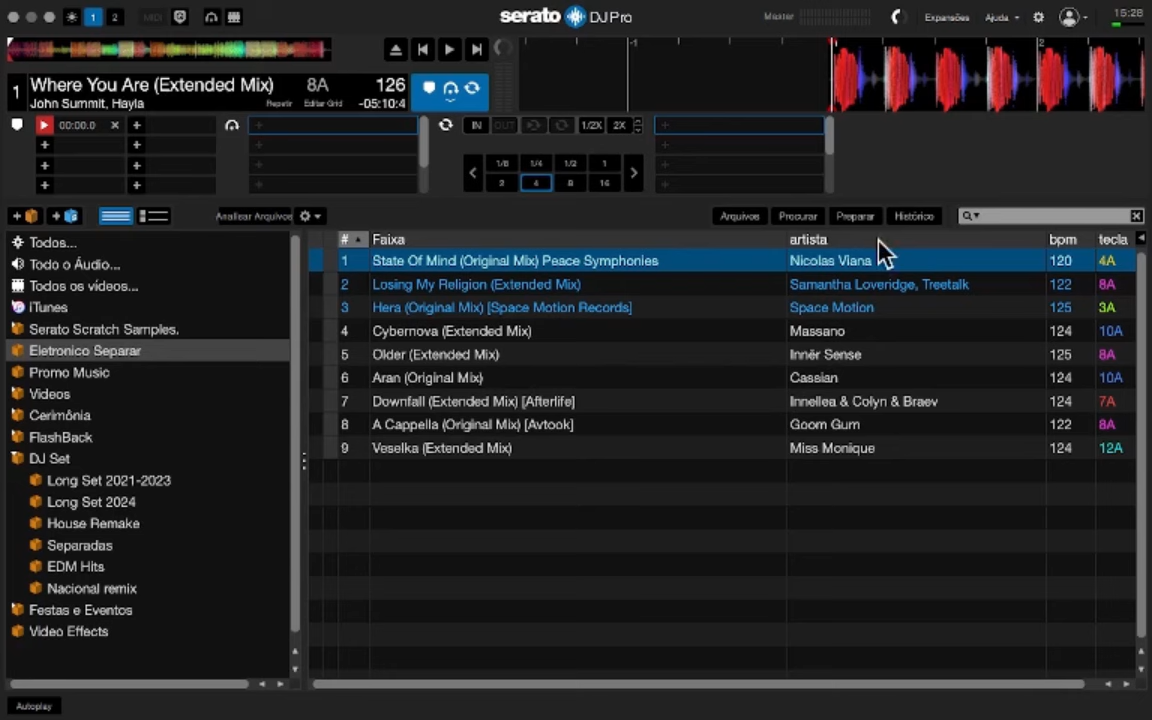 1 2 MIDI serato DJ Pro Master Expansões Ajuda 15:28
1 Where You Are (Extended Mix) 8A 126
John Summit, Hayla Repetir Editar Grid -05:10:4
-1 1 2
00:00.0 IN OUT 1/2X 2X
1/8 1/4 1/2 1
2 4 8 16
Analisar Arquivos Arquivos Procurar Preparar Histórico
# Faixa artista bpm tecla
Todos...
Todo o Áudio...
Todos os vídeos...
iTunes
Serato Scratch Samples.
Eletronico Separar
Promo Music
Videos
Cerimônia
FlashBack
DJ Set
Long Set 2021-2023
Long Set 2024
House Remake
Separadas
EDM Hits
Nacional remix
Festas e Eventos
Video Effects
1 State Of Mind (Original Mix) Peace Symphonies Nicolas Viana 120 4A
2 Losing My Religion (Extended Mix) Samantha Loveridge, Treetalk 122 8A
3 Hera (Original Mix) [Space Motion Records] Space Motion 125 3A
4 Cybernova (Extended Mix) Massano 124 10A
5 Older (Extended Mix) Innër Sense 125 8A
6 Aran (Original Mix) Cassian 124 10A
7 Downfall (Extended Mix) [Afterlife] Innellea & Colyn & Braev 124 7A
8 A Cappella (Original Mix) [Avtook] Goom Gum 122 8A
9 Veselka (Extended Mix) Miss Monique 124 12A
Autoplay